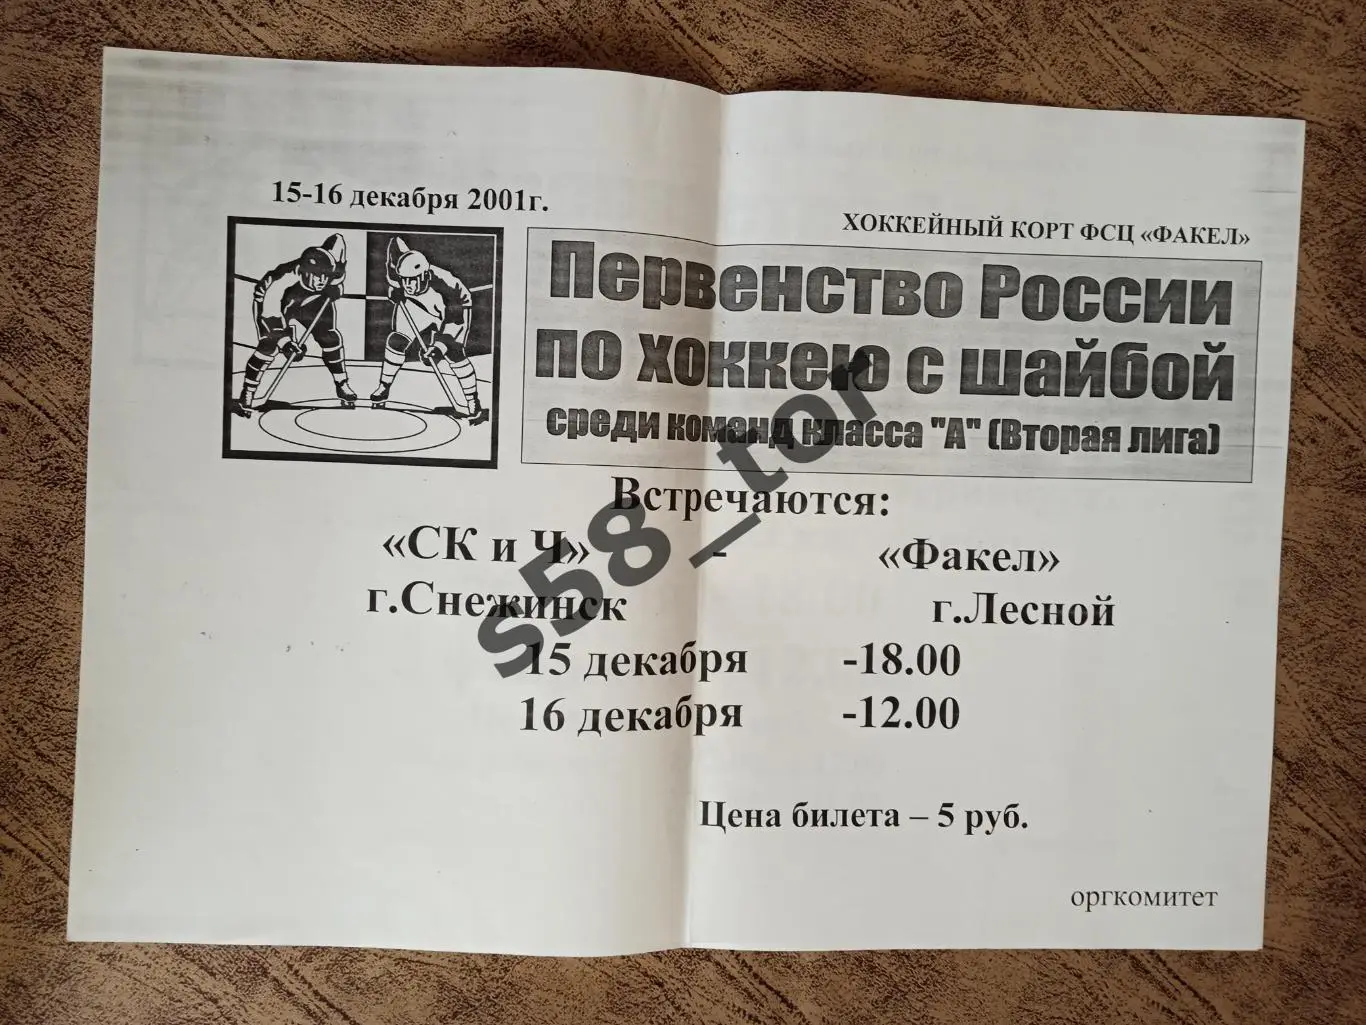 15-16 декабря 2001г.
ХОККЕЙНЫЙ КОРТ ФСЦ «ФАКЕЛ»
Первенство России
по хоккею с шайбой
среди команд класса "А" (Вторая лига)
Встречаются:
«СК и Ч» - «Факел»
г.Снежинск г.Лесной
15 декабря -18.00
16 декабря -12.00
Цена билета – 5 руб.
оргкомитет
s58_tor